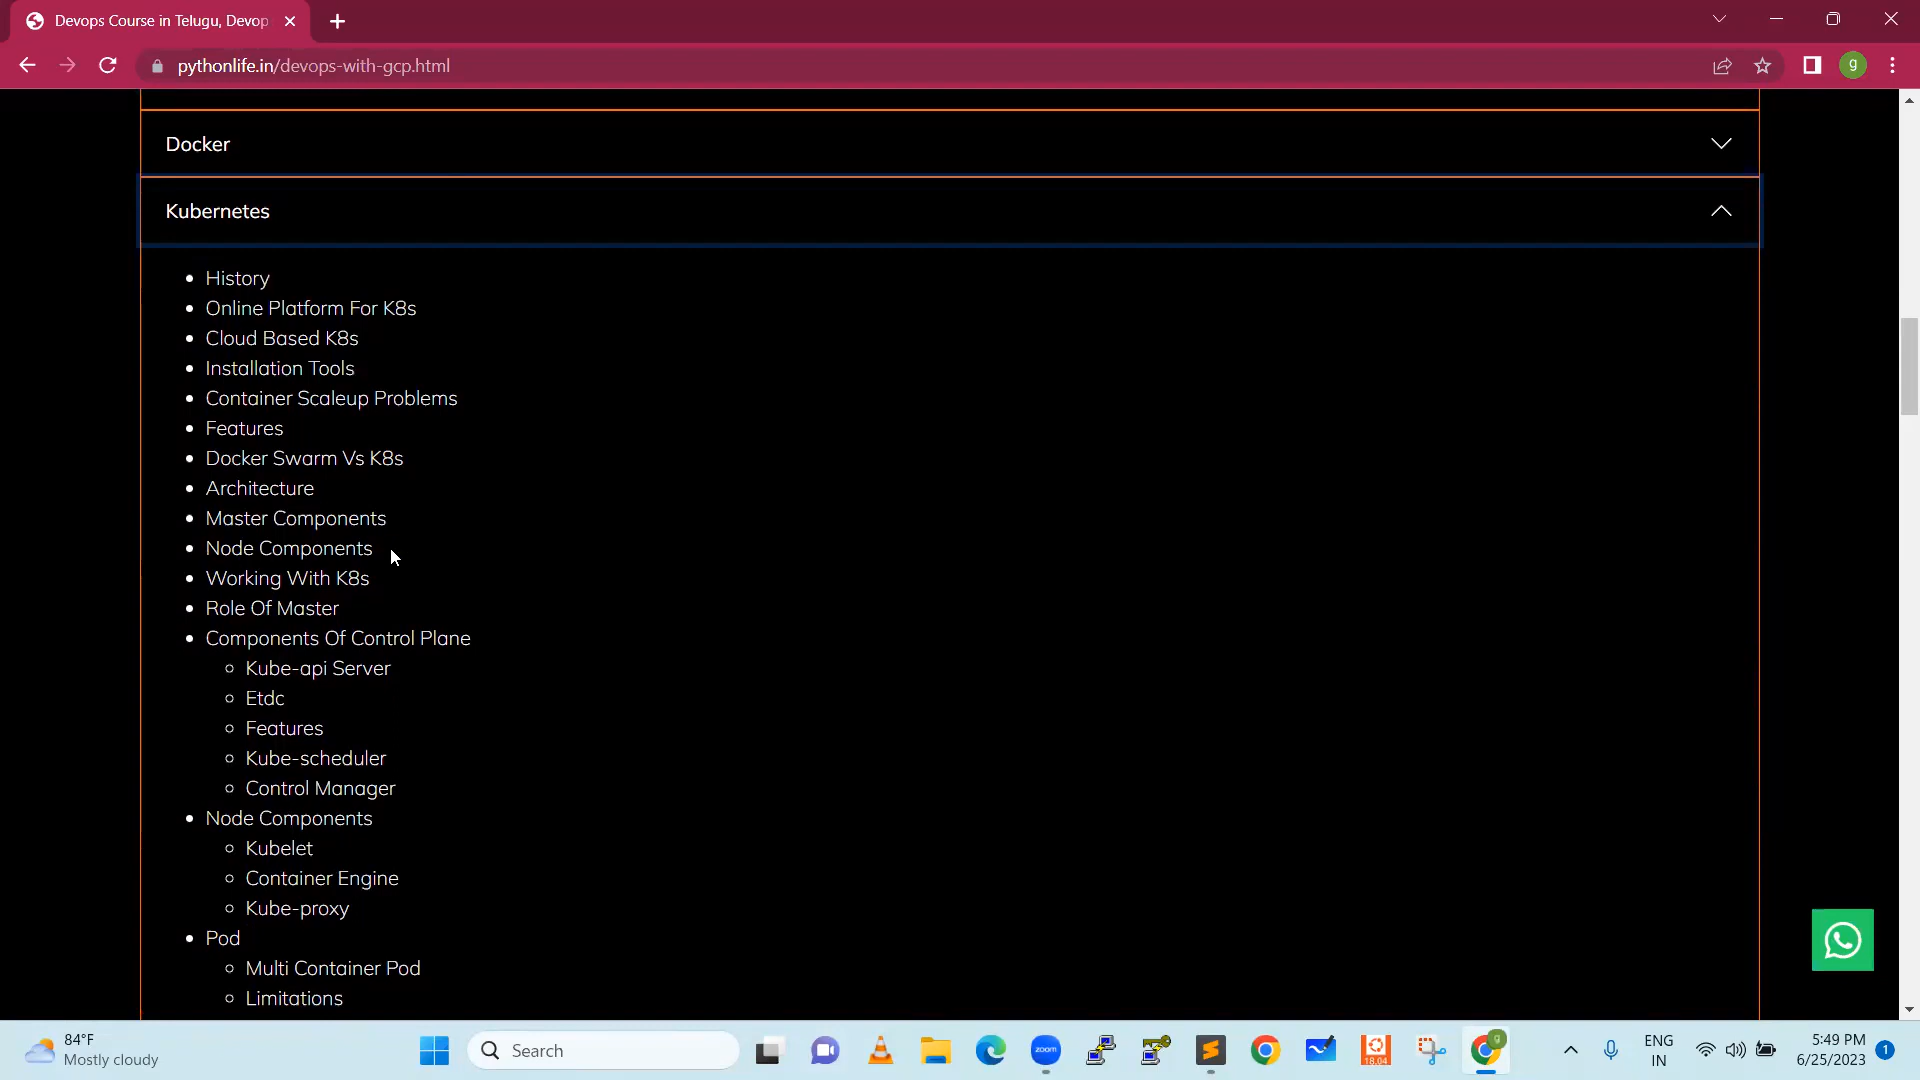 Devops Course in Telugu, Devop
g
pythonlife.in/devops-with-gcp.html
Docker
Kubernetes
History
Online Platform For K8s
Cloud Based K8s
Installation Tools
Container Scaleup Problems
Features
Docker Swarm Vs K8s
Architecture
Master Components
Node Components
Working With K8s
Role Of Master
Components Of Control Plane
Kube-api Server
Etdc
Features
Kube-scheduler
Control Manager
Node Components
Kubelet
Container Engine
Kube-proxy
Pod
Multi Container Pod
Limitations
84°F
Mostly cloudy
Search
zoom
18.04
ENG
IN
5:49 PM
6/25/2023
1